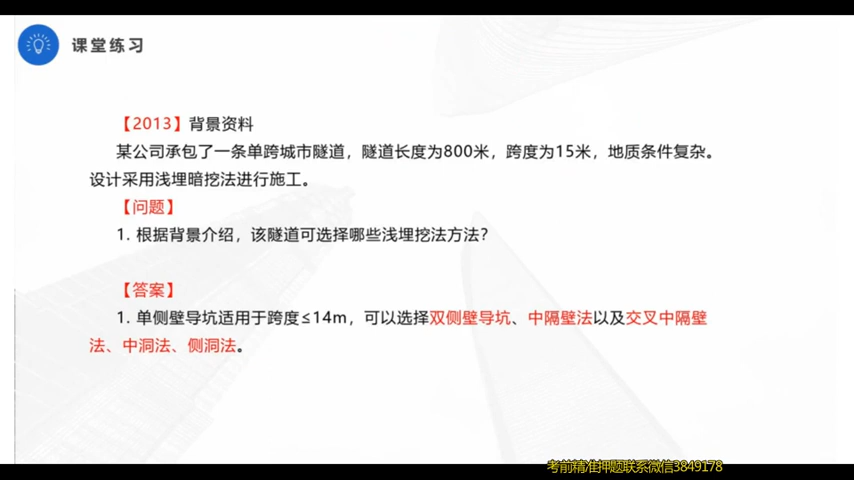 课堂练习
【2013】背景资料
某公司承包了一条单跨城市隧道，隧道长度为800米，跨度为15米，地质条件复杂。
设计采用浅埋暗挖法进行施工。
【问题】
1. 根据背景介绍，该隧道可选择哪些浅埋挖法方法？
【答案】
1. 单侧壁导坑适用于跨度≤14m，可以选择双侧壁导坑、中隔壁法以及交叉中隔壁
法、中洞法、侧洞法。
考前精准押题联系微信3849178